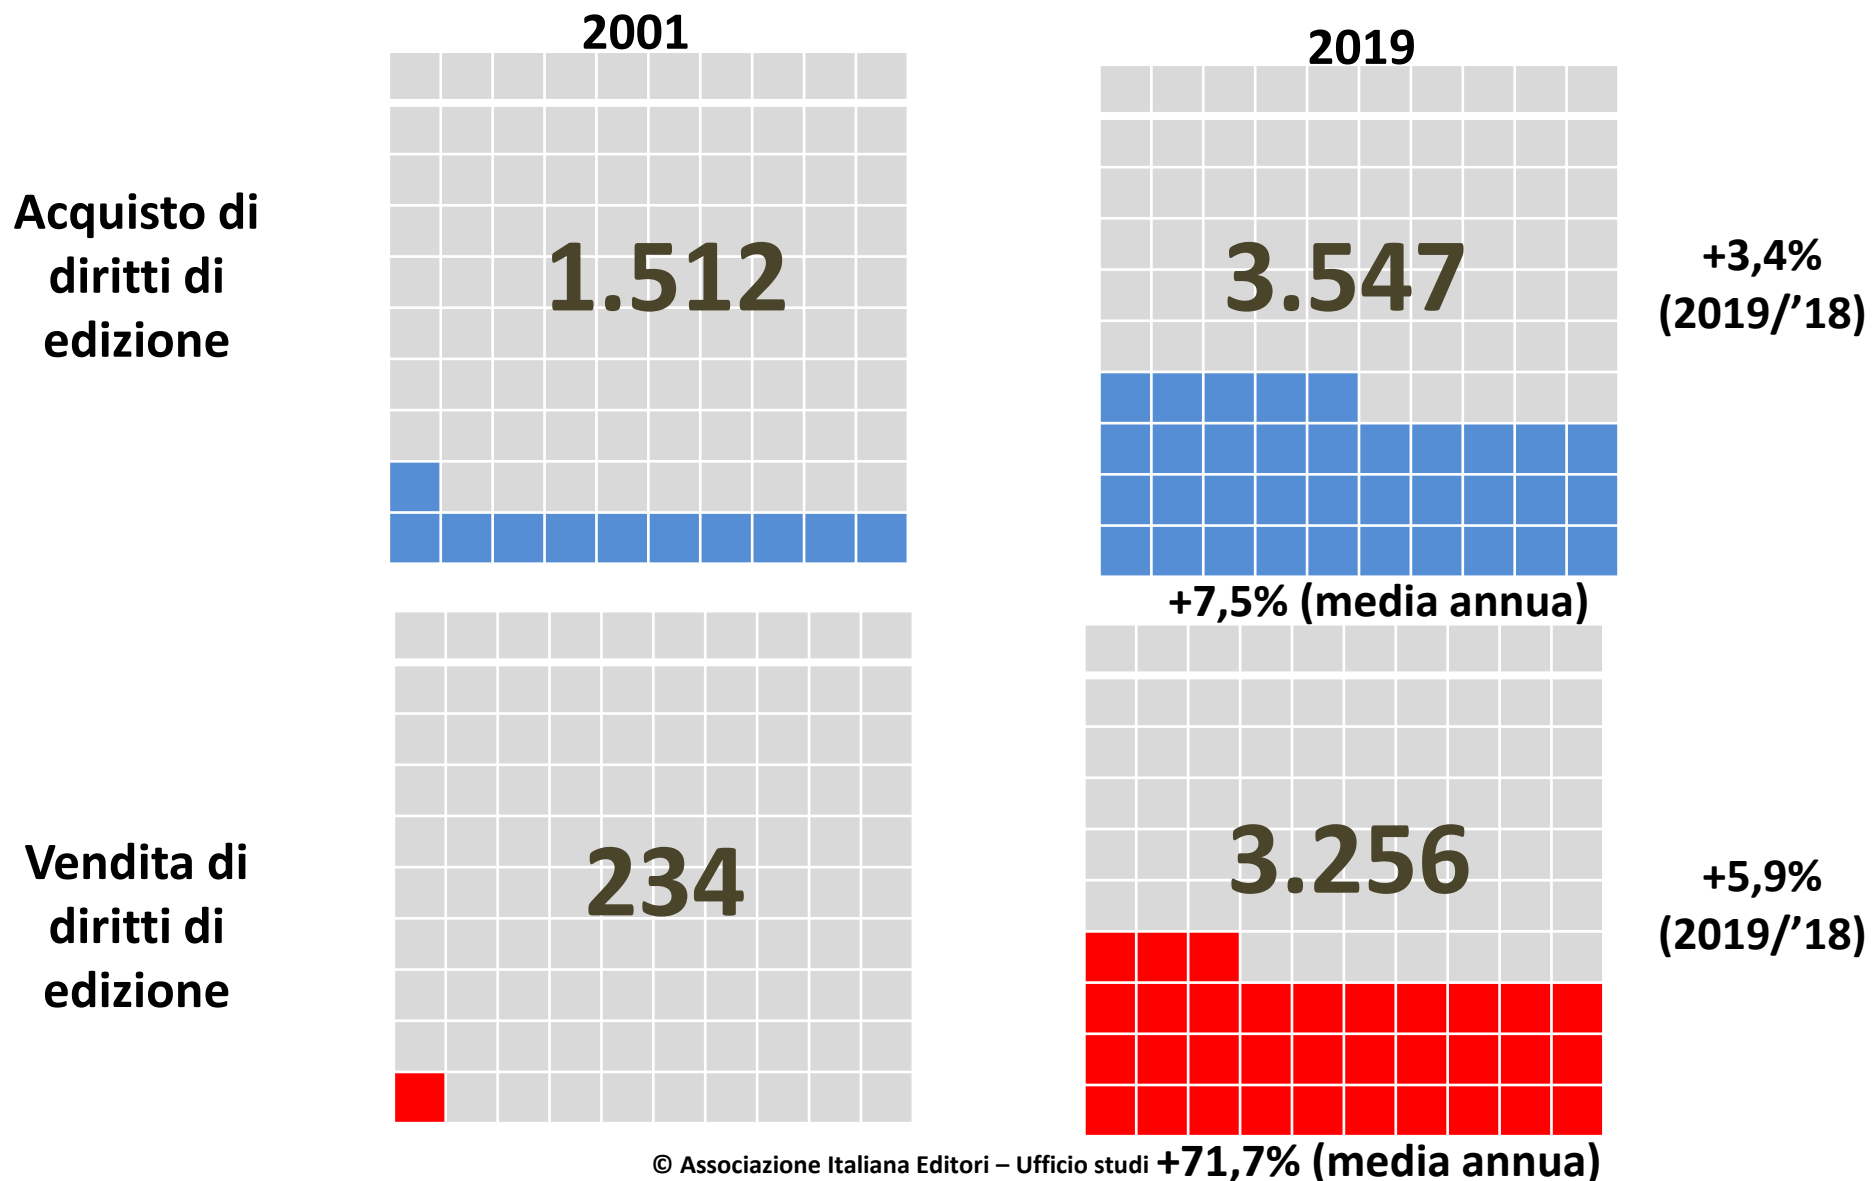 2001
2019
Acquisto di
diritti di
edizione
1.512
3.547
+3,4%
(2019/’18)
+7,5% (media annua)
Vendita di
diritti di
edizione
234
3.256
+5,9%
(2019/’18)
© Associazione Italiana Editori – Ufficio studi
+71,7% (media annua)